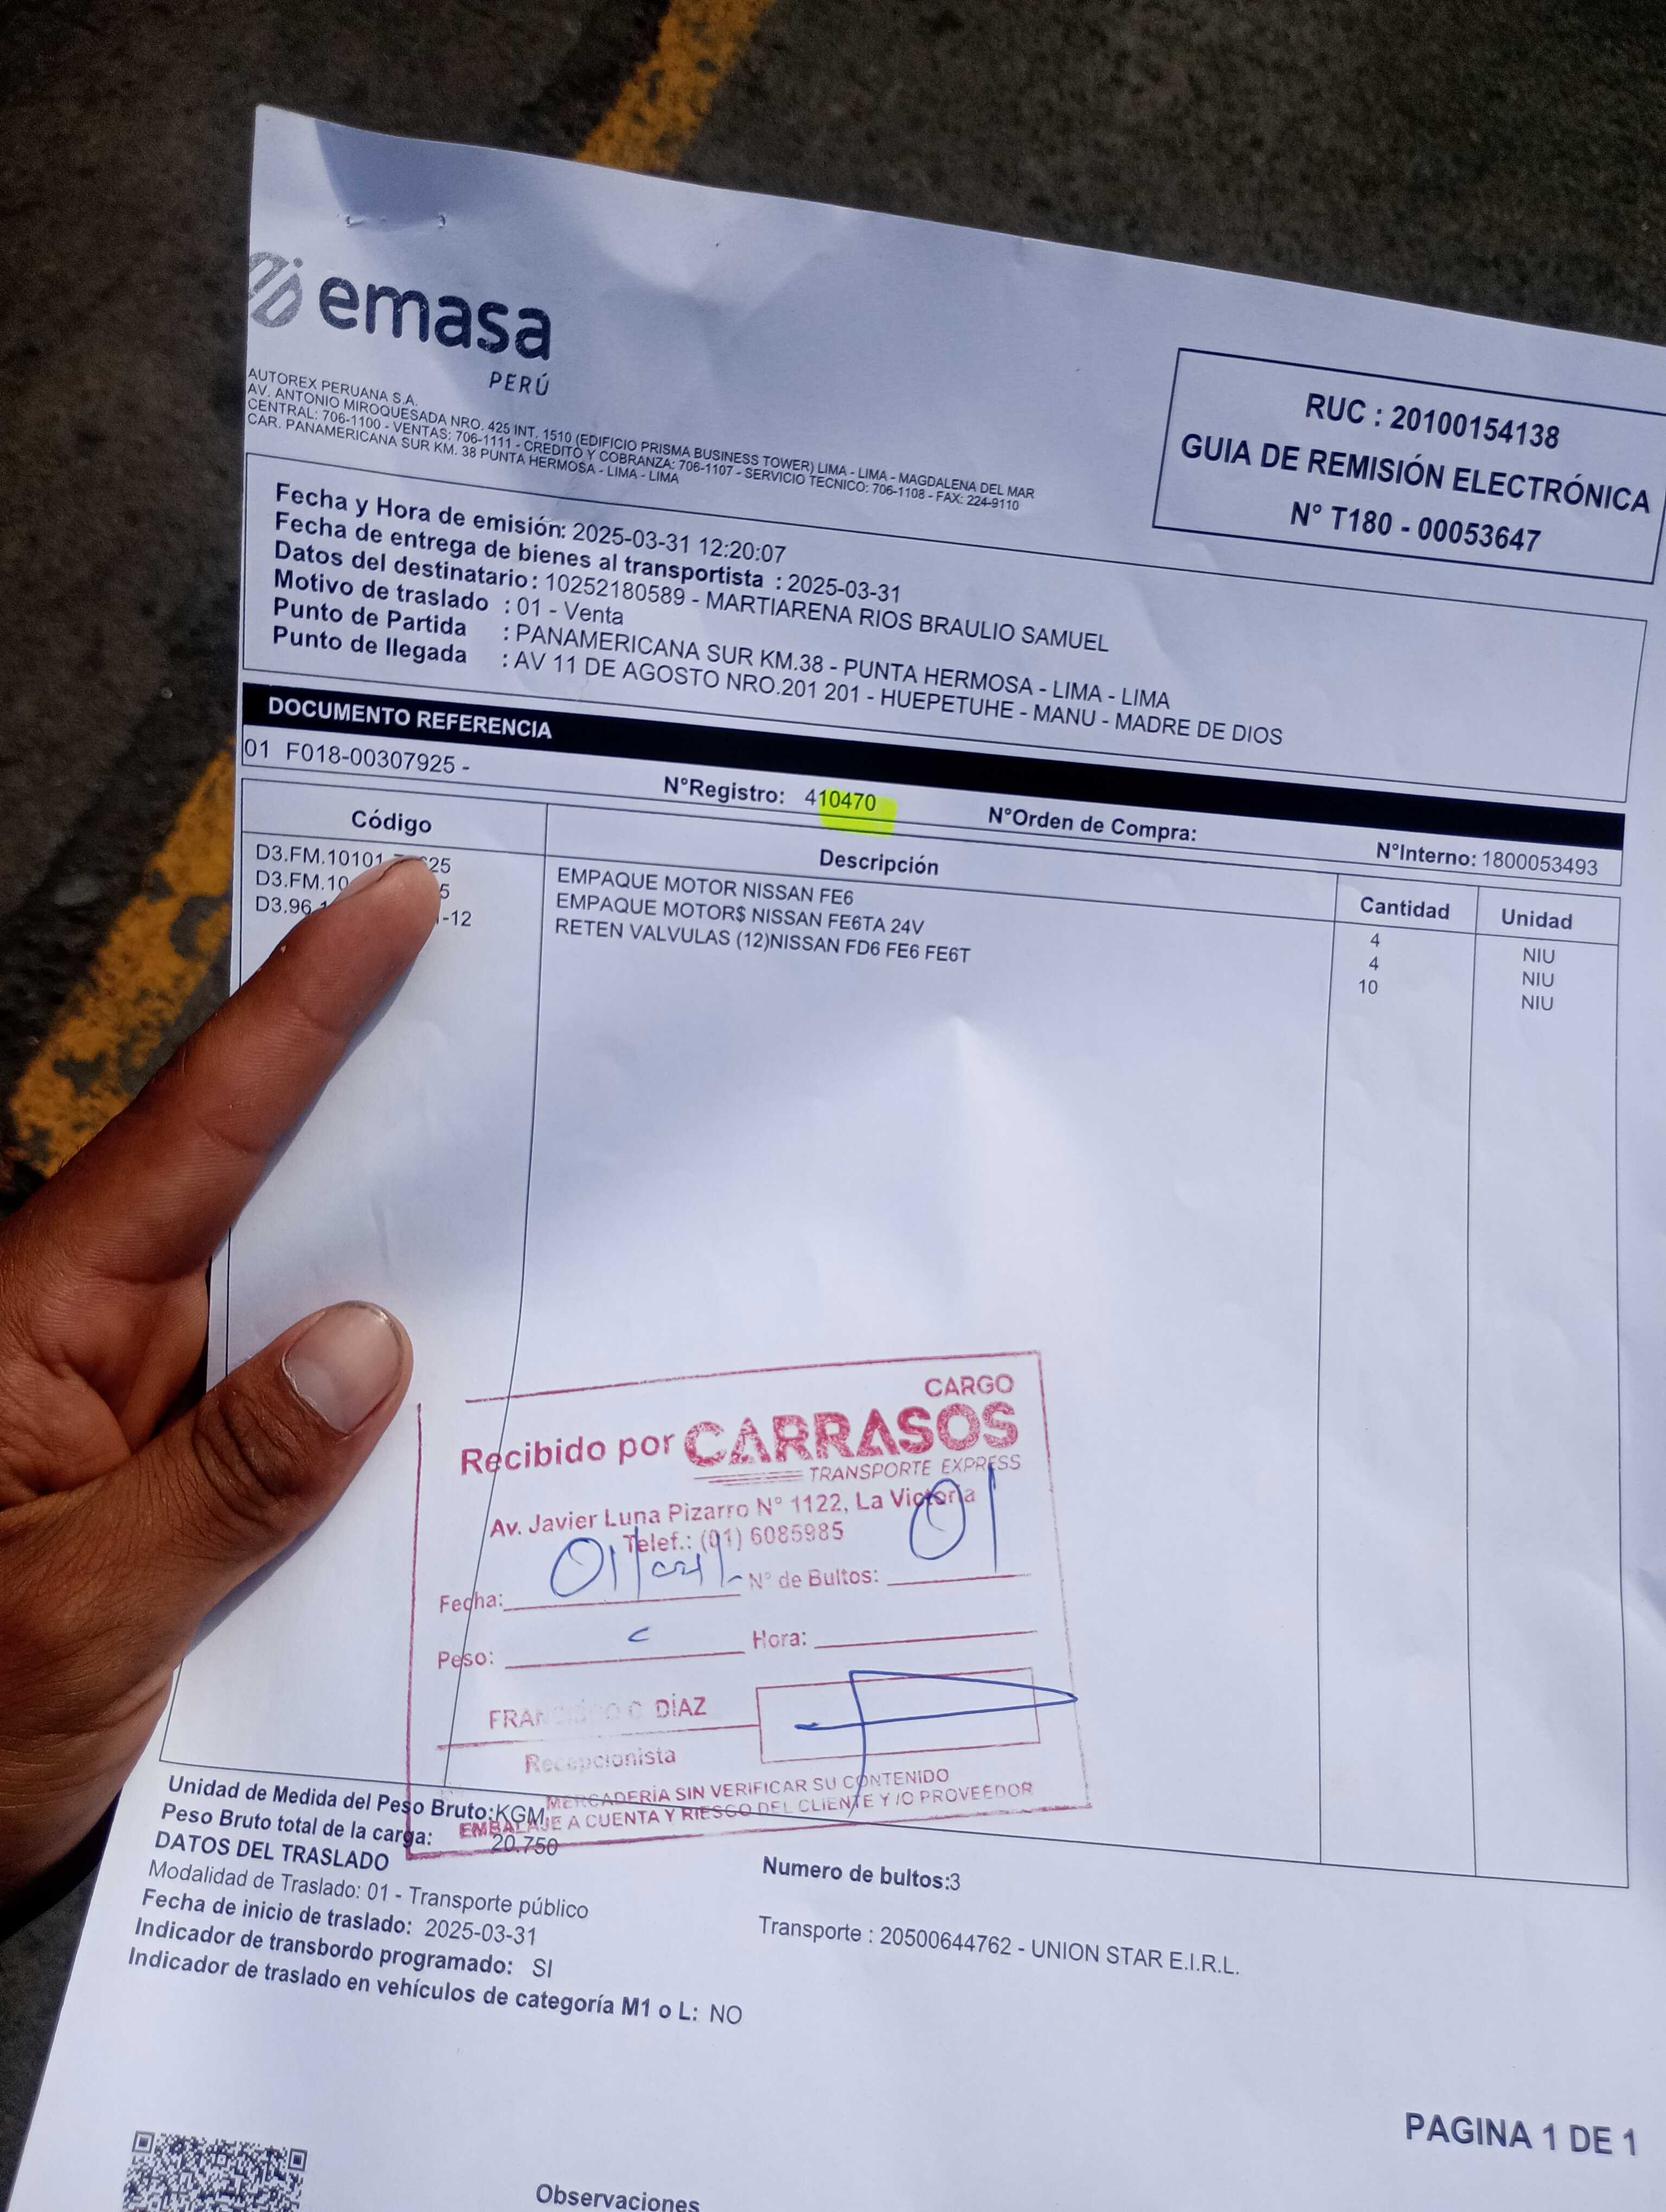 emasa
PERÚ
AUTOREX PERUANA S.A.
AV. ANTONIO MIROQUESADA NRO. 425 INT. 1510 (EDIFICIO PRISMA BUSINESS TOWER) LIMA - LIMA - MAGDALENA DEL MAR
CENTRAL: 706-1100 - VENTAS: 706-1111 - CREDITO Y COBRANZA: 706-1107 - SERVICIO TECNICO: 706-1108 - FAX: 224-9110
CAR. PANAMERICANA SUR KM. 38 PUNTA HERMOSA - LIMA - LIMA
RUC : 20100154138
GUIA DE REMISIÓN ELECTRÓNICA
N° T180 - 00053647
Fecha y Hora de emisión: 2025-03-31 12:20:07
Fecha de entrega de bienes al transportista : 2025-03-31
Datos del destinatario: 10252180589 - MARTIARENA RIOS BRAULIO SAMUEL
Motivo de traslado : 01 - Venta
Punto de Partida : PANAMERICANA SUR KM.38 - PUNTA HERMOSA - LIMA - LIMA
Punto de llegada : AV 11 DE AGOSTO NRO.201 201 - HUEPETUHE - MANU - MADRE DE DIOS
DOCUMENTO REFERENCIA
01 F018-00307925 - N°Registro: 410470 N°Orden de Compra: N°Interno: 1800053493
Código Descripción Cantidad Unidad
EMPAQUE MOTOR NISSAN FE6 4 NIU
EMPAQUE MOTOR$ NISSAN FE6TA 24V 4 NIU
RETEN VALVULAS (12)NISSAN FD6 FE6 FE6T 10 NIU
CARGO
Recibido por CARRASOS
TRANSPORTE EXPRESS
Av. Javier Luna Pizarro N° 1122, La Victoria
Telef.: (01) 6085985
Fecha: N° de Bultos: 01
Peso: Hora:
FRANCISCO C. DÍAZ
Recepcionista
MERCADERÍA SIN VERIFICAR SU CONTENIDO
EMBALAJE A CUENTA Y RIESGO DEL CLIENTE Y /O PROVEEDOR
Unidad de Medida del Peso Bruto:KGM
Peso Bruto total de la carga: 20.750
DATOS DEL TRASLADO
Numero de bultos:3
Modalidad de Traslado: 01 - Transporte público
Fecha de inicio de traslado: 2025-03-31
Transporte : 20500644762 - UNION STAR E.I.R.L.
Indicador de transbordo programado: SI
Indicador de traslado en vehículos de categoría M1 o L: NO
PAGINA 1 DE 1
Observaciones